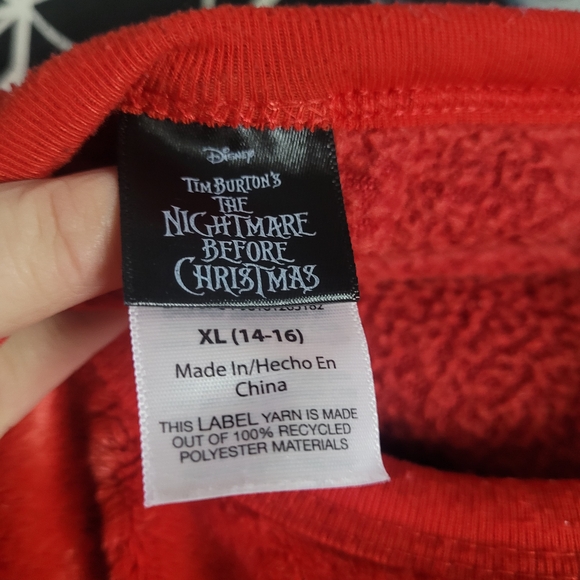 Disney
TIM BURTON'S
THE
NIGHTMARE
BEFORE
CHRISTMAS
XL (14-16)
Made In/Hecho En
China
THIS LABEL YARN IS MADE
OUT OF 100% RECYCLED
POLYESTER MATERIALS